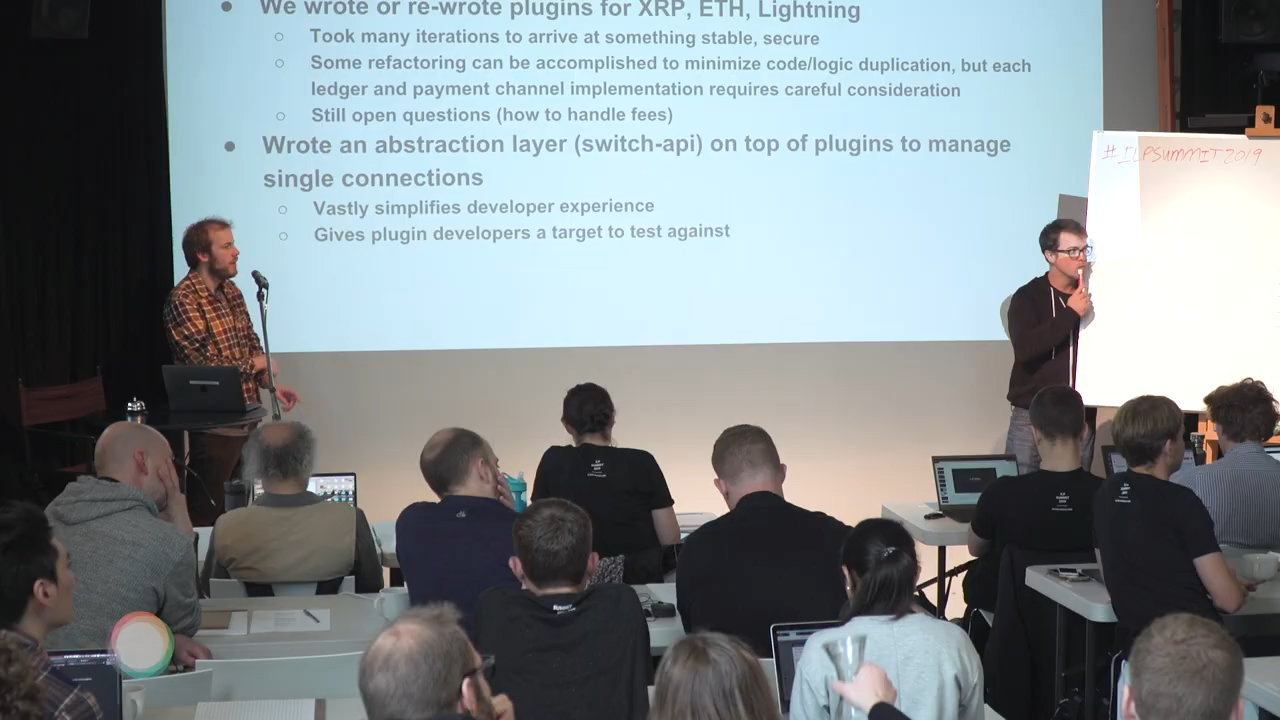 ● We wrote or re-wrote plugins for XRP, ETH, Lightning
○ Took many iterations to arrive at something stable, secure
○ Some refactoring can be accomplished to minimize code/logic duplication, but each
ledger and payment channel implementation requires careful consideration
○ Still open questions (how to handle fees)
● Wrote an abstraction layer (switch-api) on top of plugins to manage
single connections
○ Vastly simplifies developer experience
○ Gives plugin developers a target to test against
#ILPSUMMIT2019